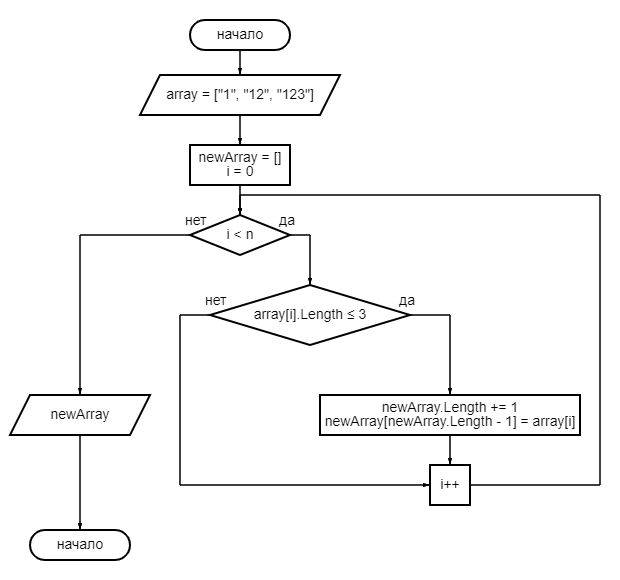 начало
array = ["1", "12", "123"]
newArray = []
i = 0
нет
да
i < n
нет
да
array[i].Length ≤ 3
newArray
newArray.Length += 1
newArray[newArray.Length - 1] = array[i]
i++
начало